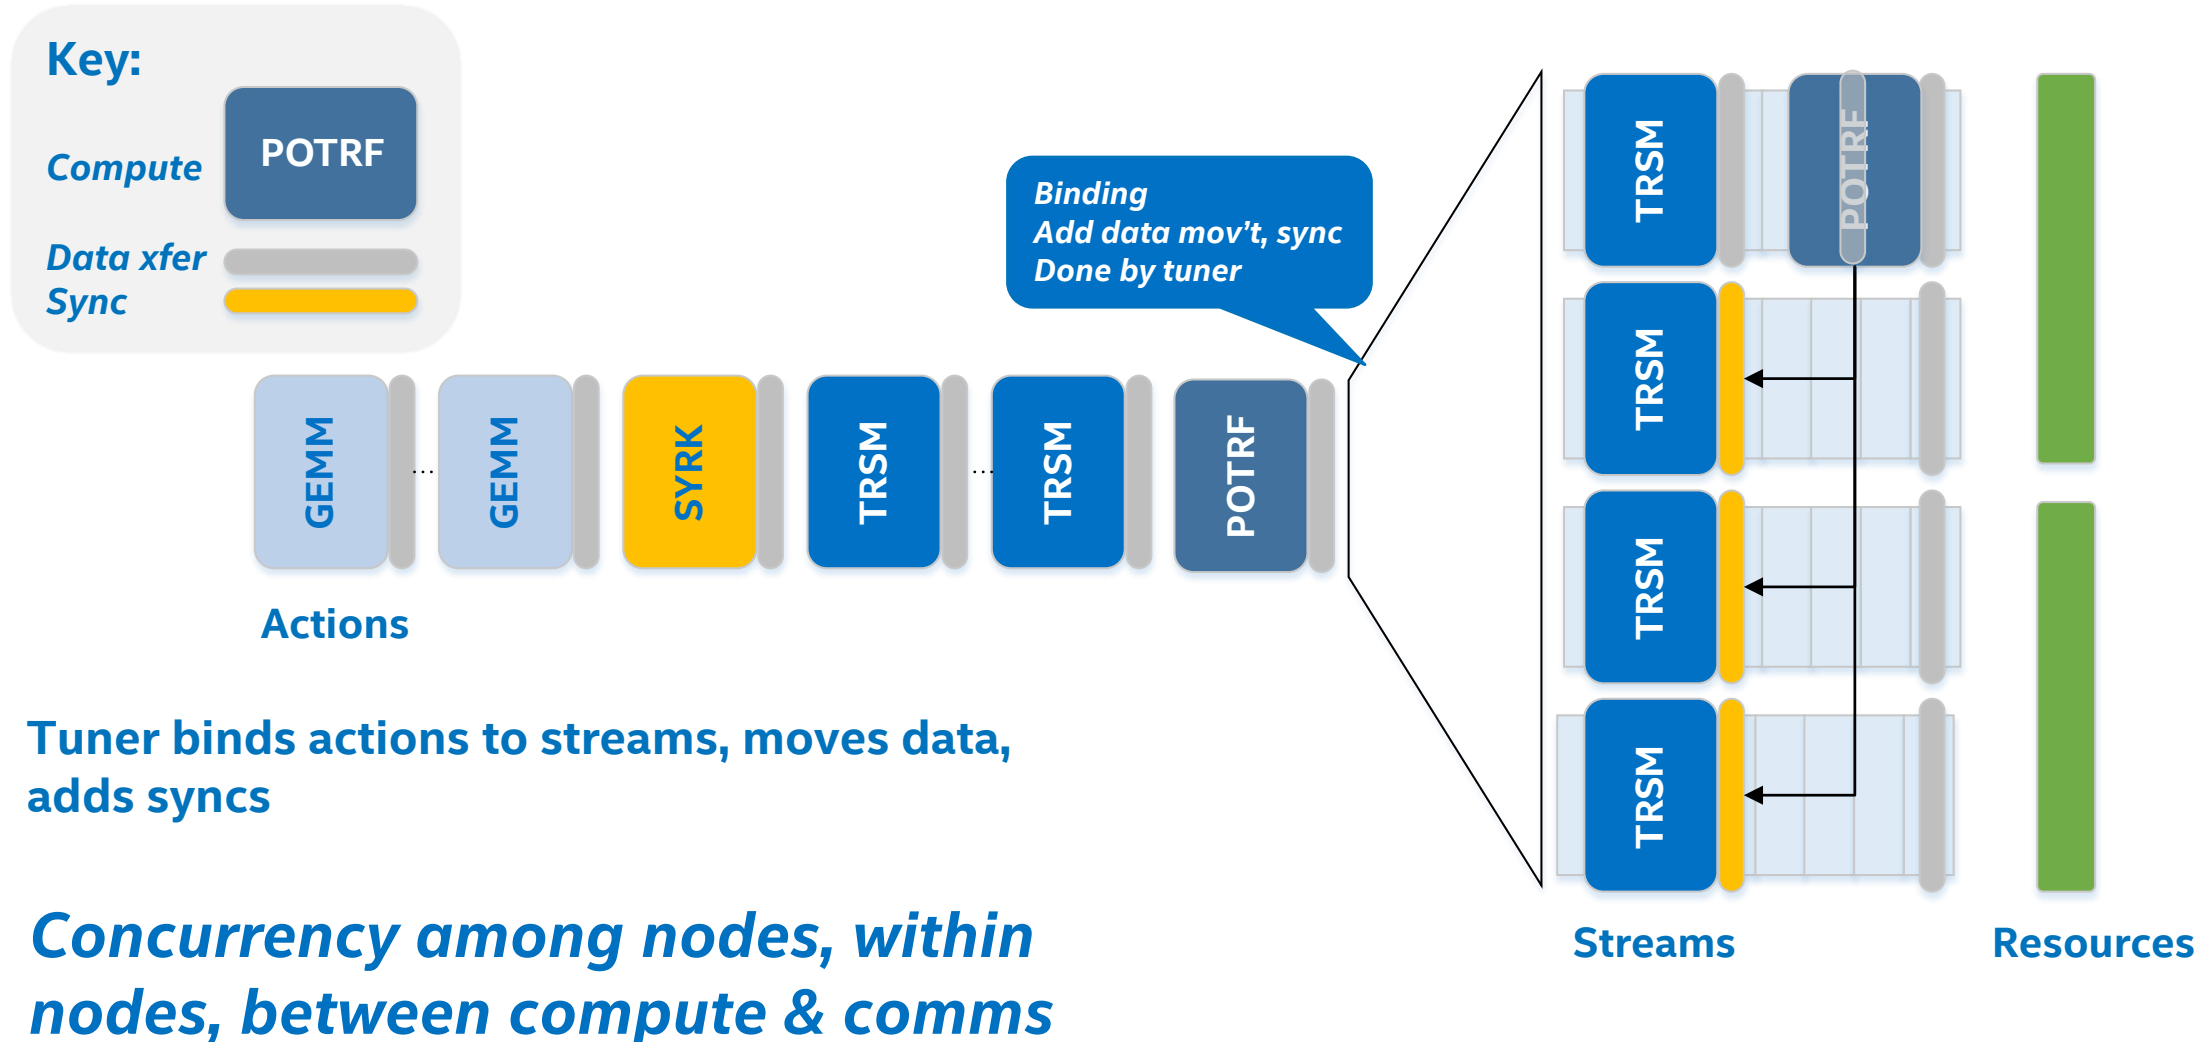 Key:
Compute
POTRF
Data xfer
Sync
Binding
Add data mov't, sync
Done by tuner
GEMM
...
GEMM
SYRK
TRSM
...
TRSM
POTRF
Actions
TRSM
POTRF
TRSM
TRSM
TRSM
Streams
Resources
Tuner binds actions to streams, moves data,
adds syncs
Concurrency among nodes, within
nodes, between compute & comms